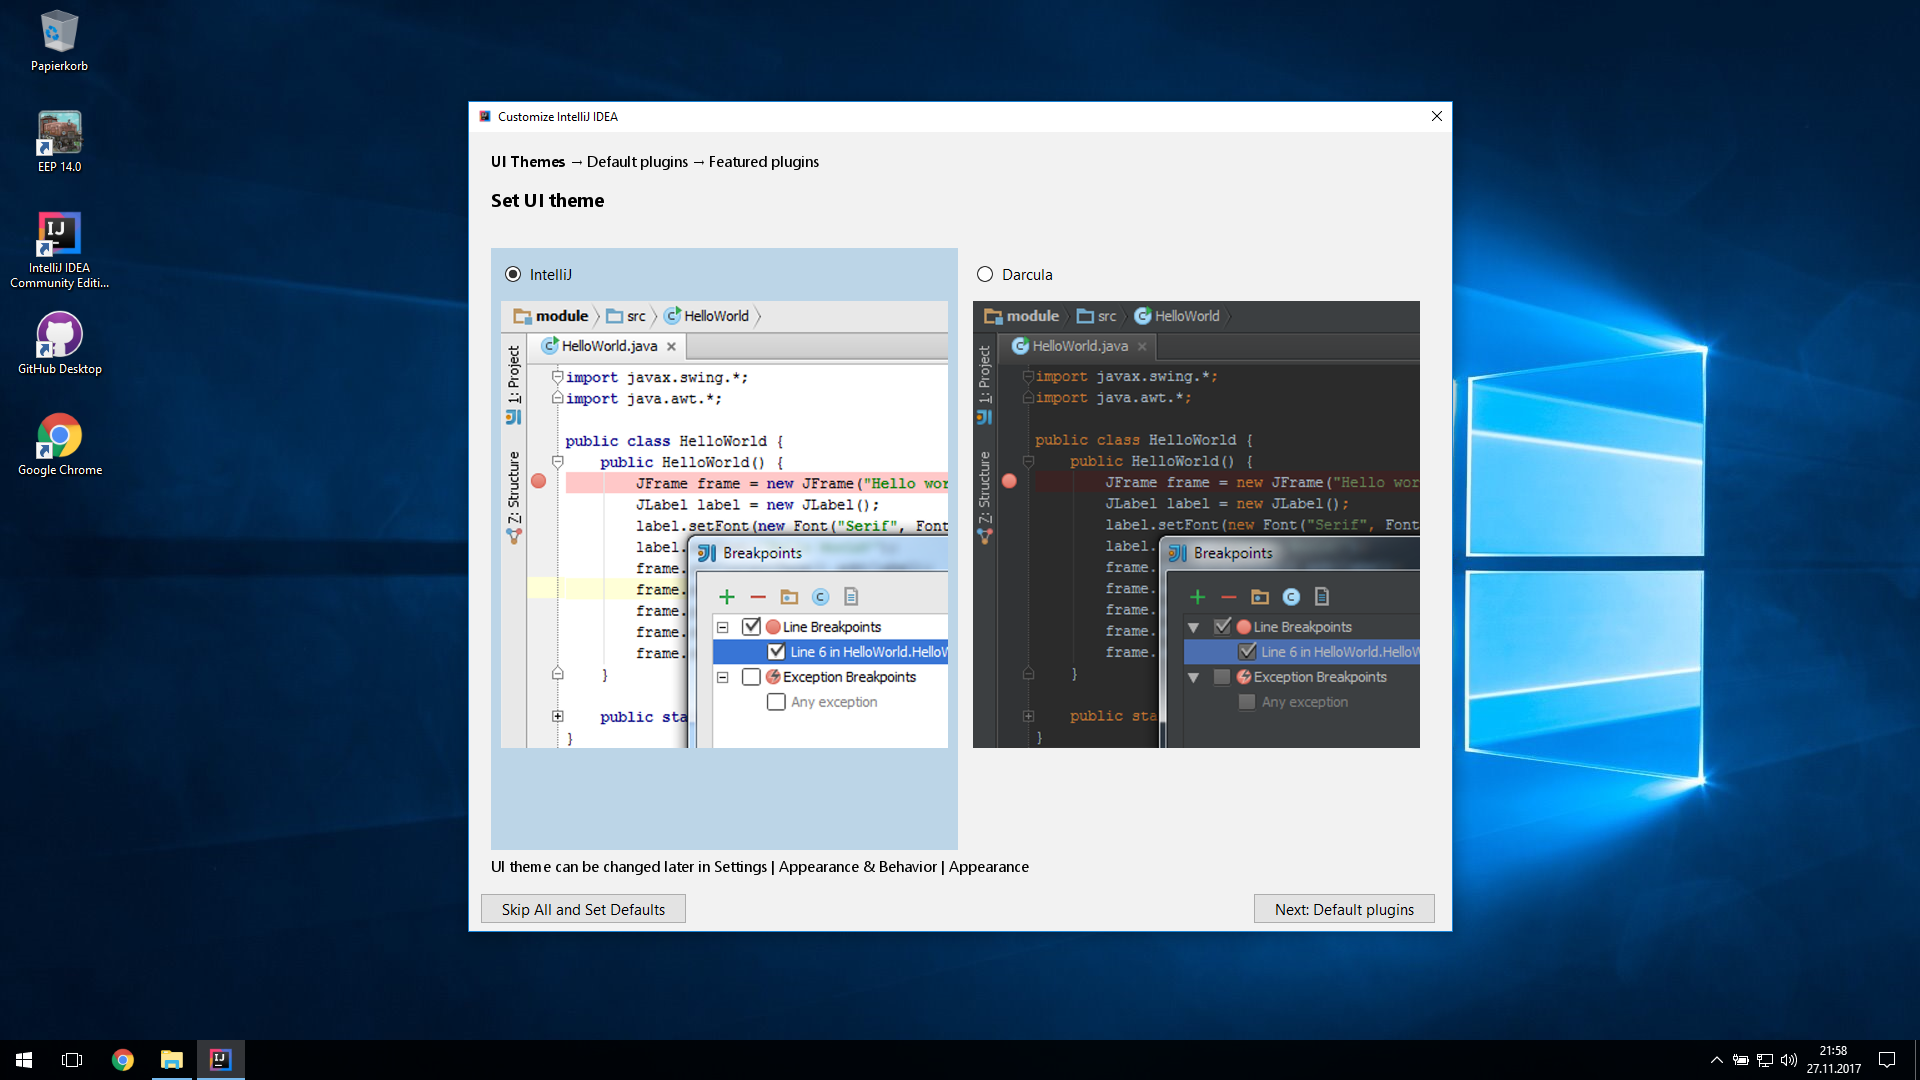 Papierkorb
EEP 14.0
IJ
IntelliJ IDEA
Community Editi...
GitHub Desktop
Google Chrome
Customize IntelliJ IDEA
UI Themes → Default plugins → Featured plugins
Set UI theme
IntelliJ
module src HelloWorld
HelloWorld.java
1: Project
Z: Structure
import javax.swing.*;
import java.awt.*;
public class HelloWorld {
public HelloWorld() {
JFrame frame = new JFrame("Hello wor
JLabel label = new JLabel();
label.setFont(new Font("Serif", Font
label.
frame.
frame.
frame.
frame.
frame.
}
public sta
}
Breakpoints
Line Breakpoints
Line 6 in HelloWorld.HelloW
Exception Breakpoints
Any exception
Darcula
module src HelloWorld
HelloWorld.java
1: Project
Z: Structure
import javax.swing.*;
import java.awt.*;
public class HelloWorld {
public HelloWorld() {
JFrame frame = new JFrame("Hello wor
JLabel label = new JLabel();
label.setFont(new Font("Serif", Font
label.
frame.
frame.
frame.
frame.
frame.
}
public sta
}
Breakpoints
Line Breakpoints
Line 6 in HelloWorld.HelloW
Exception Breakpoints
Any exception
UI theme can be changed later in Settings | Appearance & Behavior | Appearance
Skip All and Set Defaults
Next: Default plugins
IJ
21:58
27.11.2017